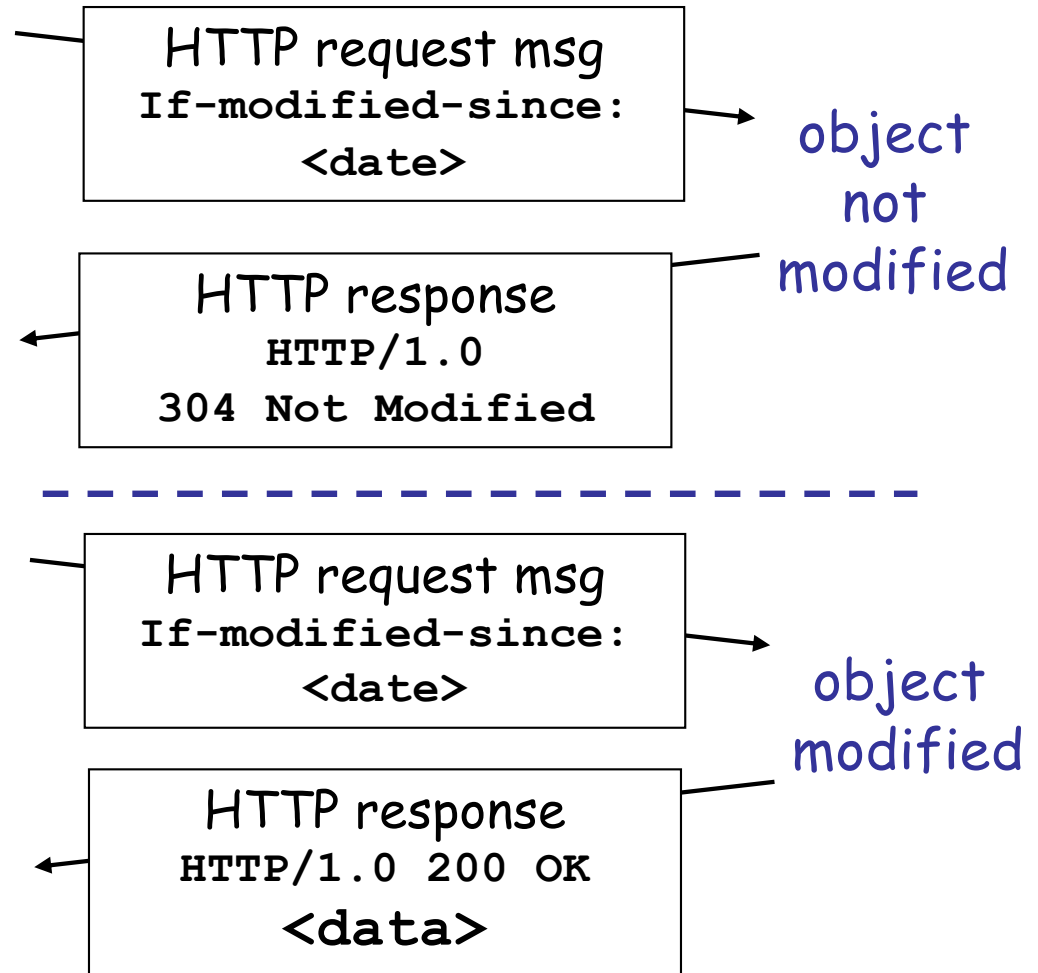 HTTP request msg
If-modified-since:
<date>
object
not
modified
HTTP response
HTTP/1.0
304 Not Modified
HTTP request msg
If-modified-since:
<date>
object
modified
HTTP response
HTTP/1.0 200 OK
<data>